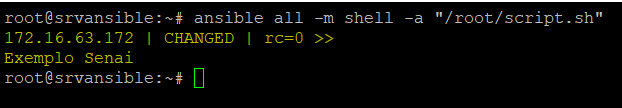 root@srvansible:~# ansible all -m shell -a "/root/script.sh"
172.16.63.172 | CHANGED | rc=0 >>
Exemplo Senai
root@srvansible:~#